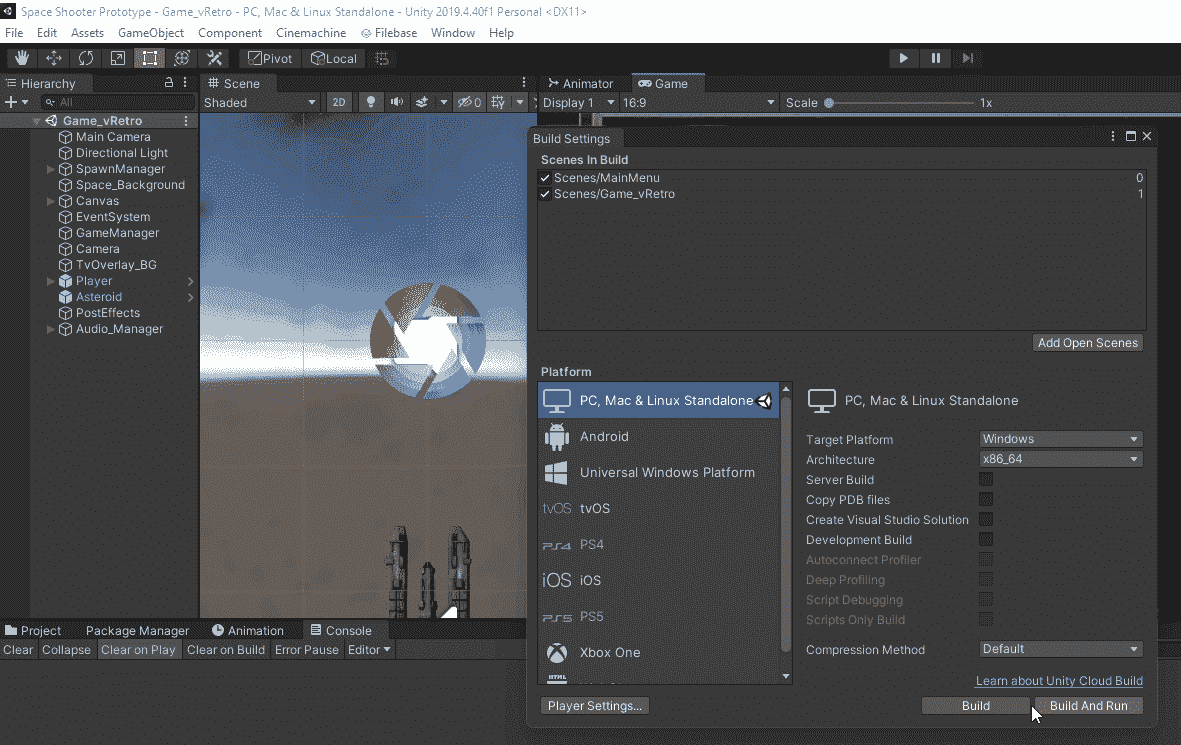 Space Shooter Prototype - Game_vRetro - PC, Mac & Linux Standalone - Unity 2019.4.40f1 Personal <DX11>
File Edit Assets GameObject Component Cinemachine Filebase Window Help
Pivot Local
Hierarchy
All
Game_vRetro
Main Camera
Directional Light
SpawnManager
Space_Background
Canvas
EventSystem
GameManager
Camera
TvOverlay_BG
Player
Asteroid
PostEffects
Audio_Manager
Scene
Shaded 2D 0
Animator Game
Display 1 16:9 Scale 1x
Build Settings
Scenes In Build
Scenes/MainMenu 0
Scenes/Game_vRetro 1
Add Open Scenes
Platform
PC, Mac & Linux Standalone
Android
Universal Windows Platform
tvOS tvOS
PS4 PS4
iOS iOS
PS5 PS5
Xbox One
HTML
PC, Mac & Linux Standalone
Target Platform Windows
Architecture x86_64
Server Build
Copy PDB files
Create Visual Studio Solution
Development Build
Autoconnect Profiler
Deep Profiling
Script Debugging
Scripts Only Build
Compression Method Default
Learn about Unity Cloud Build
Player Settings... Build Build And Run
Project Package Manager Animation Console
Clear Collapse Clear on Play Clear on Build Error Pause Editor